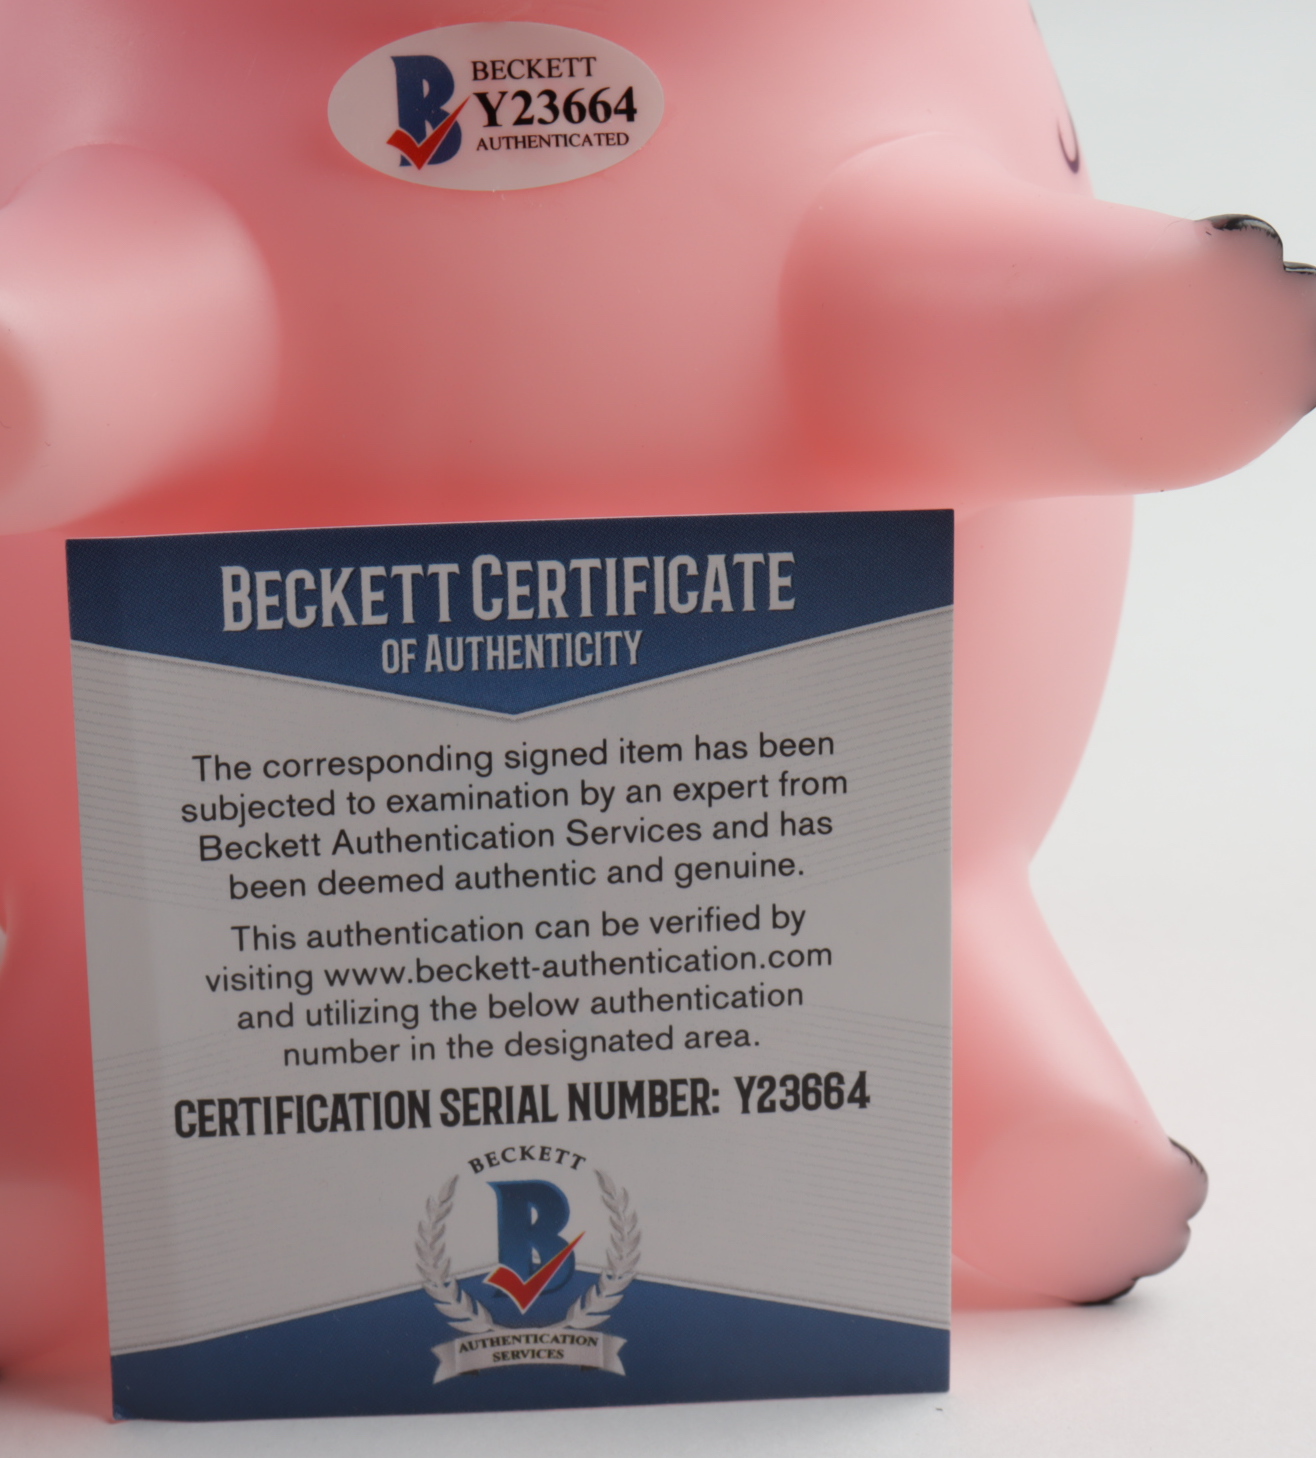 BECKETT
Y23664
AUTHENTICATED
BECKETT CERTIFICATE
OF AUTHENTICITY
The corresponding signed item has been
subjected to examination by an expert from
Beckett Authentication Services and has
been deemed authentic and genuine.
This authentication can be verified by
visiting www.beckett-authentication.com
and utilizing the below authentication
number in the designated area.
CERTIFICATION SERIAL NUMBER: Y23664
BECKETT
B
AUTHENTICATION
SERVICES